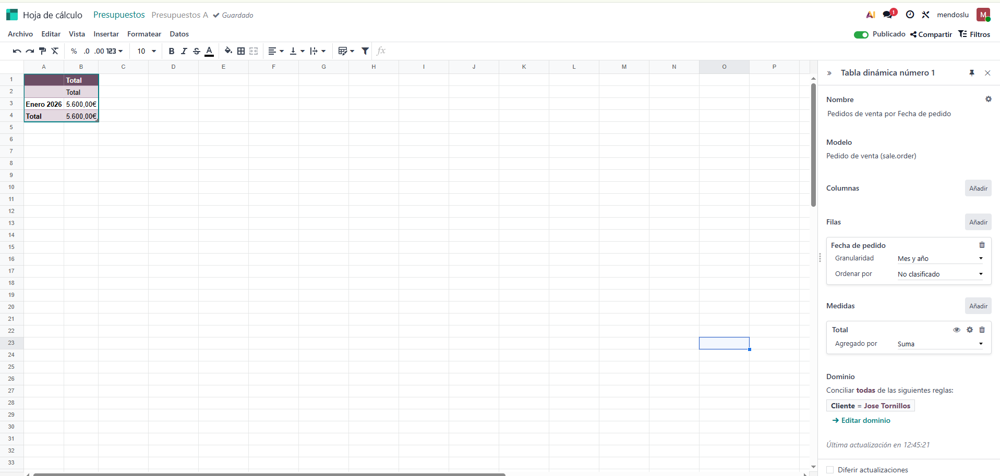 Hoja de cálculo Presupuestos Presupuestos A Guardado
AI 1 mendoslu M
Archivo Editar Vista Insertar Formatear Datos
Publicado Compartir Filtros
% .0 .00 123 10 B I S A fx
A B C D E F G H I J K L M N O P
1 Total
2 Total
3 Enero 2026 5.600,00€
4 Total 5.600,00€
5
6
7
8
9
10
11
12
13
14
15
16
17
18
19
20
21
22
23
24
25
26
27
28
29
30
31
32
33
» Tabla dinámica número 1
Nombre
Pedidos de venta por Fecha de pedido
Modelo
Pedido de venta (sale.order)
Columnas Añadir
Filas Añadir
Fecha de pedido
Granularidad Mes y año
Ordenar por No clasificado
Medidas Añadir
Total
Agregado por Suma
Dominio
Conciliar todas de las siguientes reglas:
Cliente = Jose Tornillos
Editar dominio
Última actualización en 12:45:21
Diferir actualizaciones